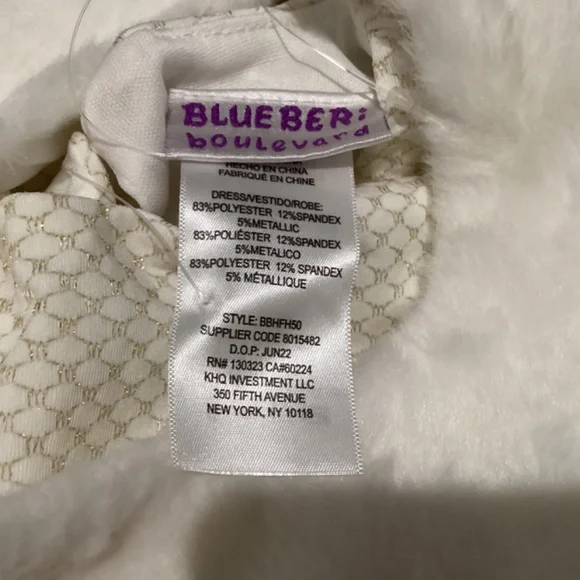 BLUEBERi
boulevard
HECHO EN CHINA
FABRIQUÉ EN CHINE
DRESS/VESTIDO/ROBE:
83%POLYESTER 12%SPANDEX
5%METALLIC
83%POLIÉSTER 12%SPANDEX
5%METALICO
83%POLYESTER 12% SPANDEX
5% MÉTALLIQUE
STYLE: BBHFH50
SUPPLIER CODE 8015482
D.O.P: JUN22
RN# 130323 CA#60224
KHQ INVESTMENT LLC
350 FIFTH AVENUE
NEW YORK, NY 10118